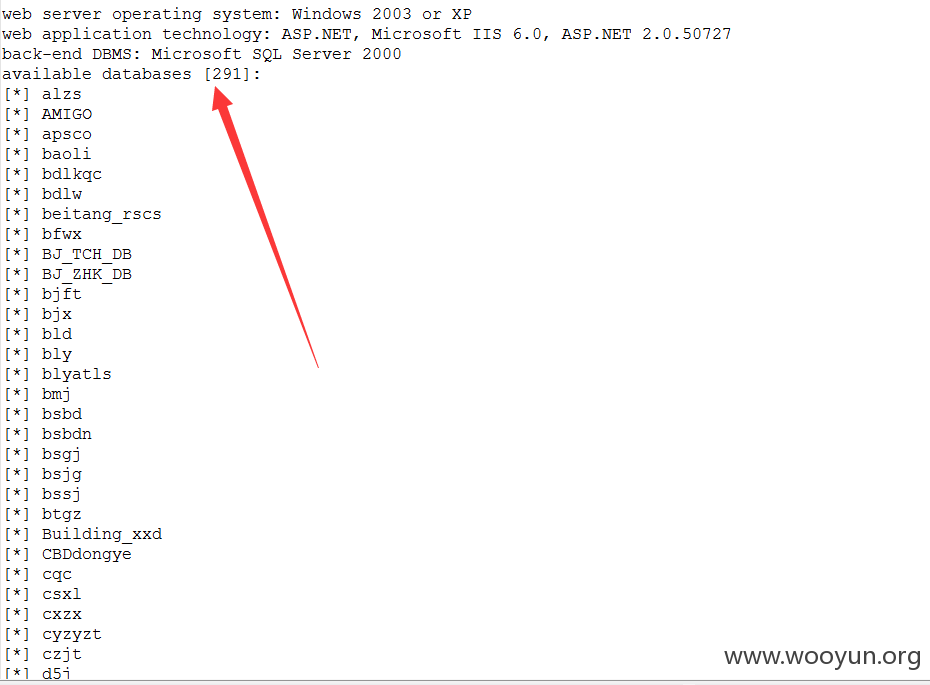 web server operating system: Windows 2003 or XP
web application technology: ASP.NET, Microsoft IIS 6.0, ASP.NET 2.0.50727
back-end DBMS: Microsoft SQL Server 2000
available databases [291]:
[*] alzs
[*] AMIGO
[*] apsco
[*] baoli
[*] bdlkqc
[*] bdlw
[*] beitang_rscs
[*] bfwx
[*] BJ_TCH_DB
[*] BJ_ZHK_DB
[*] bjft
[*] bjx
[*] bld
[*] bly
[*] blyatls
[*] bmj
[*] bsbd
[*] bsbdn
[*] bsgj
[*] bsjg
[*] bssj
[*] btgz
[*] Building_xxd
[*] CBDdongye
[*] cqc
[*] csxl
[*] cxzx
[*] cyzyzt
[*] czjt
[*] d5i
www.wooyun.org